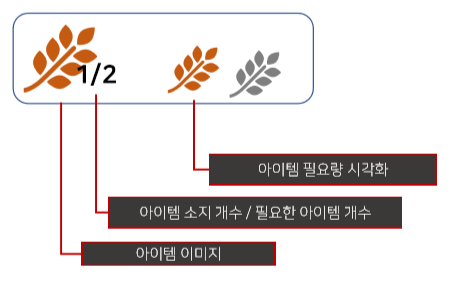 1/2
아이템 필요량 시각화
아이템 소지 개수 / 필요한 아이템 개수
아이템 이미지